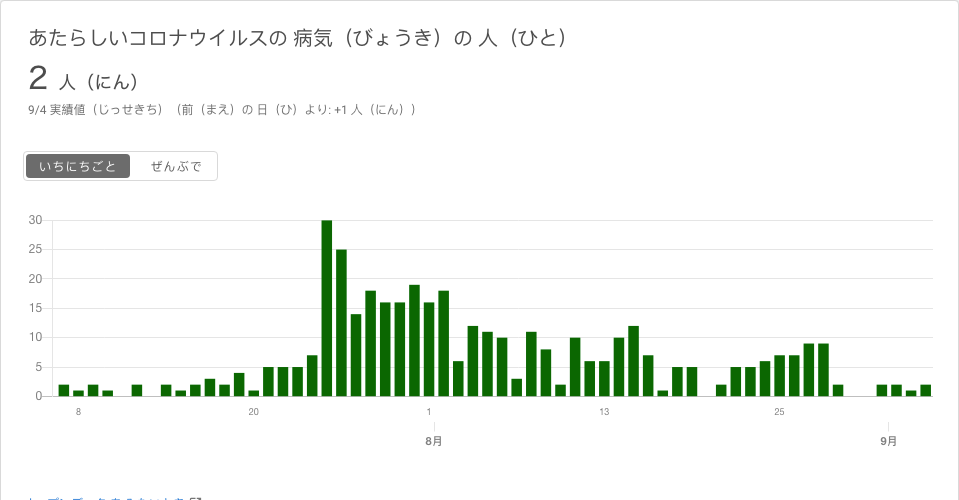 あたらしいコロナウイルスの 病気（びょうき）の 人（ひと）
2 人（にん）
9/4 実績値（じっせきち）（前（まえ）の 日（ひ）より: +1 人（にん））
いちにちごと ぜんぶで
30
25
20
15
10
5
0
8 20 1 13 25
8月 9月